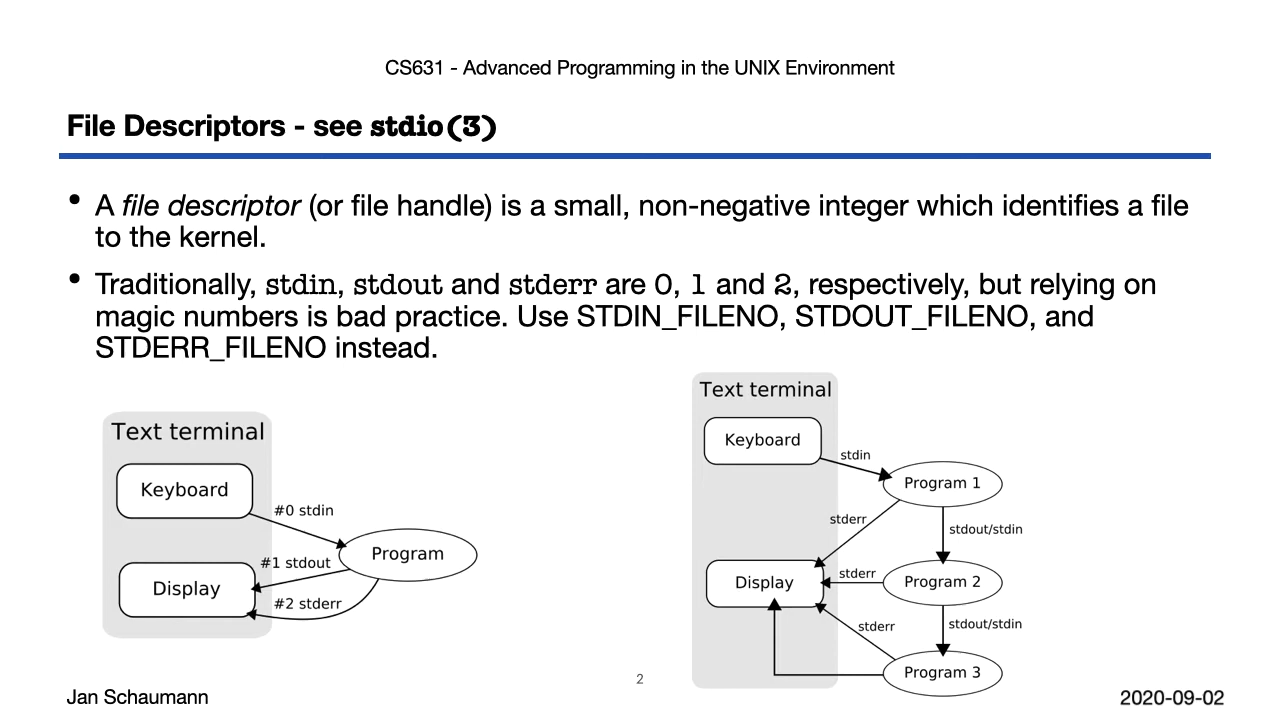 CS631 - Advanced Programming in the UNIX Environment
File Descriptors - see stdio(3)
• A file descriptor (or file handle) is a small, non-negative integer which identifies a file
to the kernel.
• Traditionally, stdin, stdout and stderr are 0, 1 and 2, respectively, but relying on
magic numbers is bad practice. Use STDIN_FILENO, STDOUT_FILENO, and
STDERR_FILENO instead.
Text terminal
Keyboard
#0 stdin
Program
#1 stdout
Display
#2 stderr
Text terminal
Keyboard
stdin
Program 1
stderr
stdout/stdin
Display
stderr
Program 2
stderr
stdout/stdin
Program 3
Jan Schaumann
2
2020-09-02